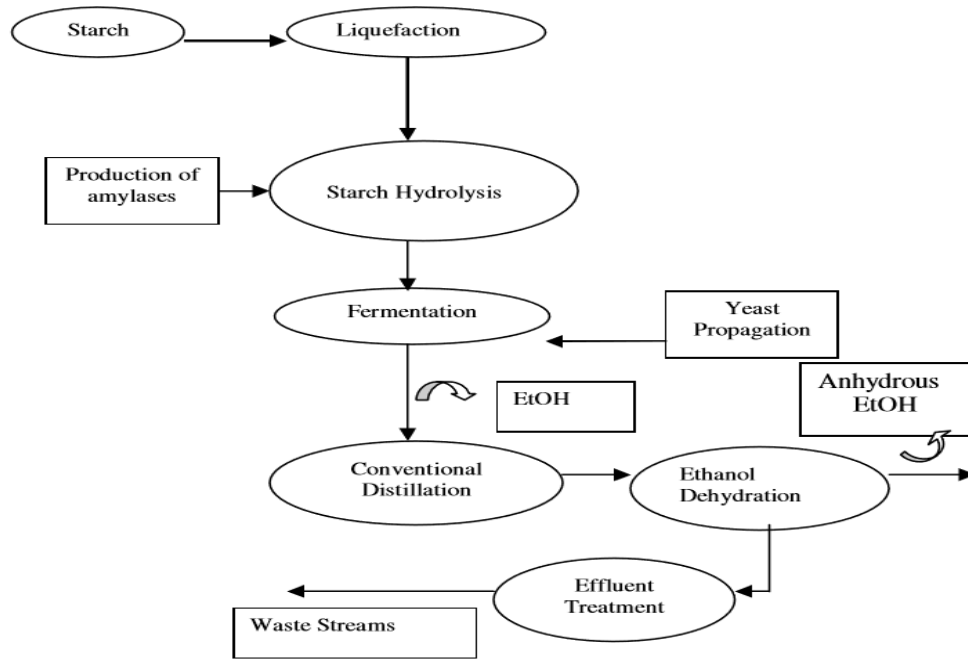 Starch
Liquefaction
Production of
amylases
Starch Hydrolysis
Fermentation
Yeast
Propagation
EtOH
Anhydrous
EtOH
Conventional
Distillation
Ethanol
Dehydration
Effluent
Treatment
Waste Streams